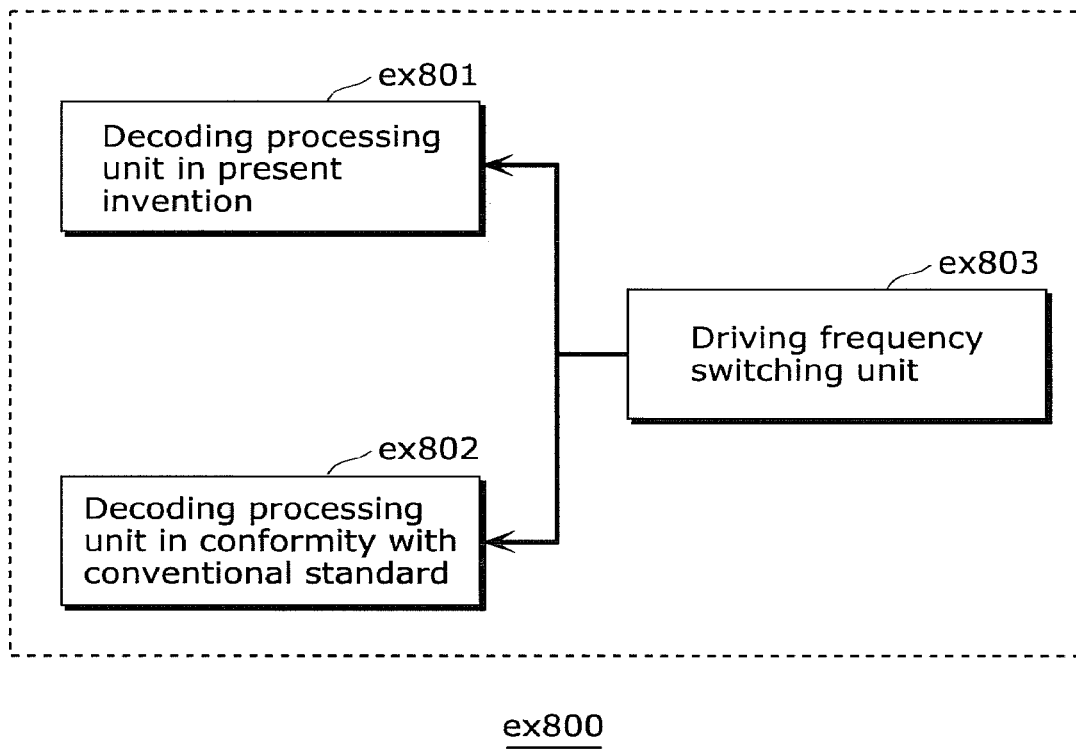 ex801
Decoding processing
unit in present
invention
ex803
Driving frequency
switching unit
ex802
Decoding processing
unit in conformity with
conventional standard
ex800